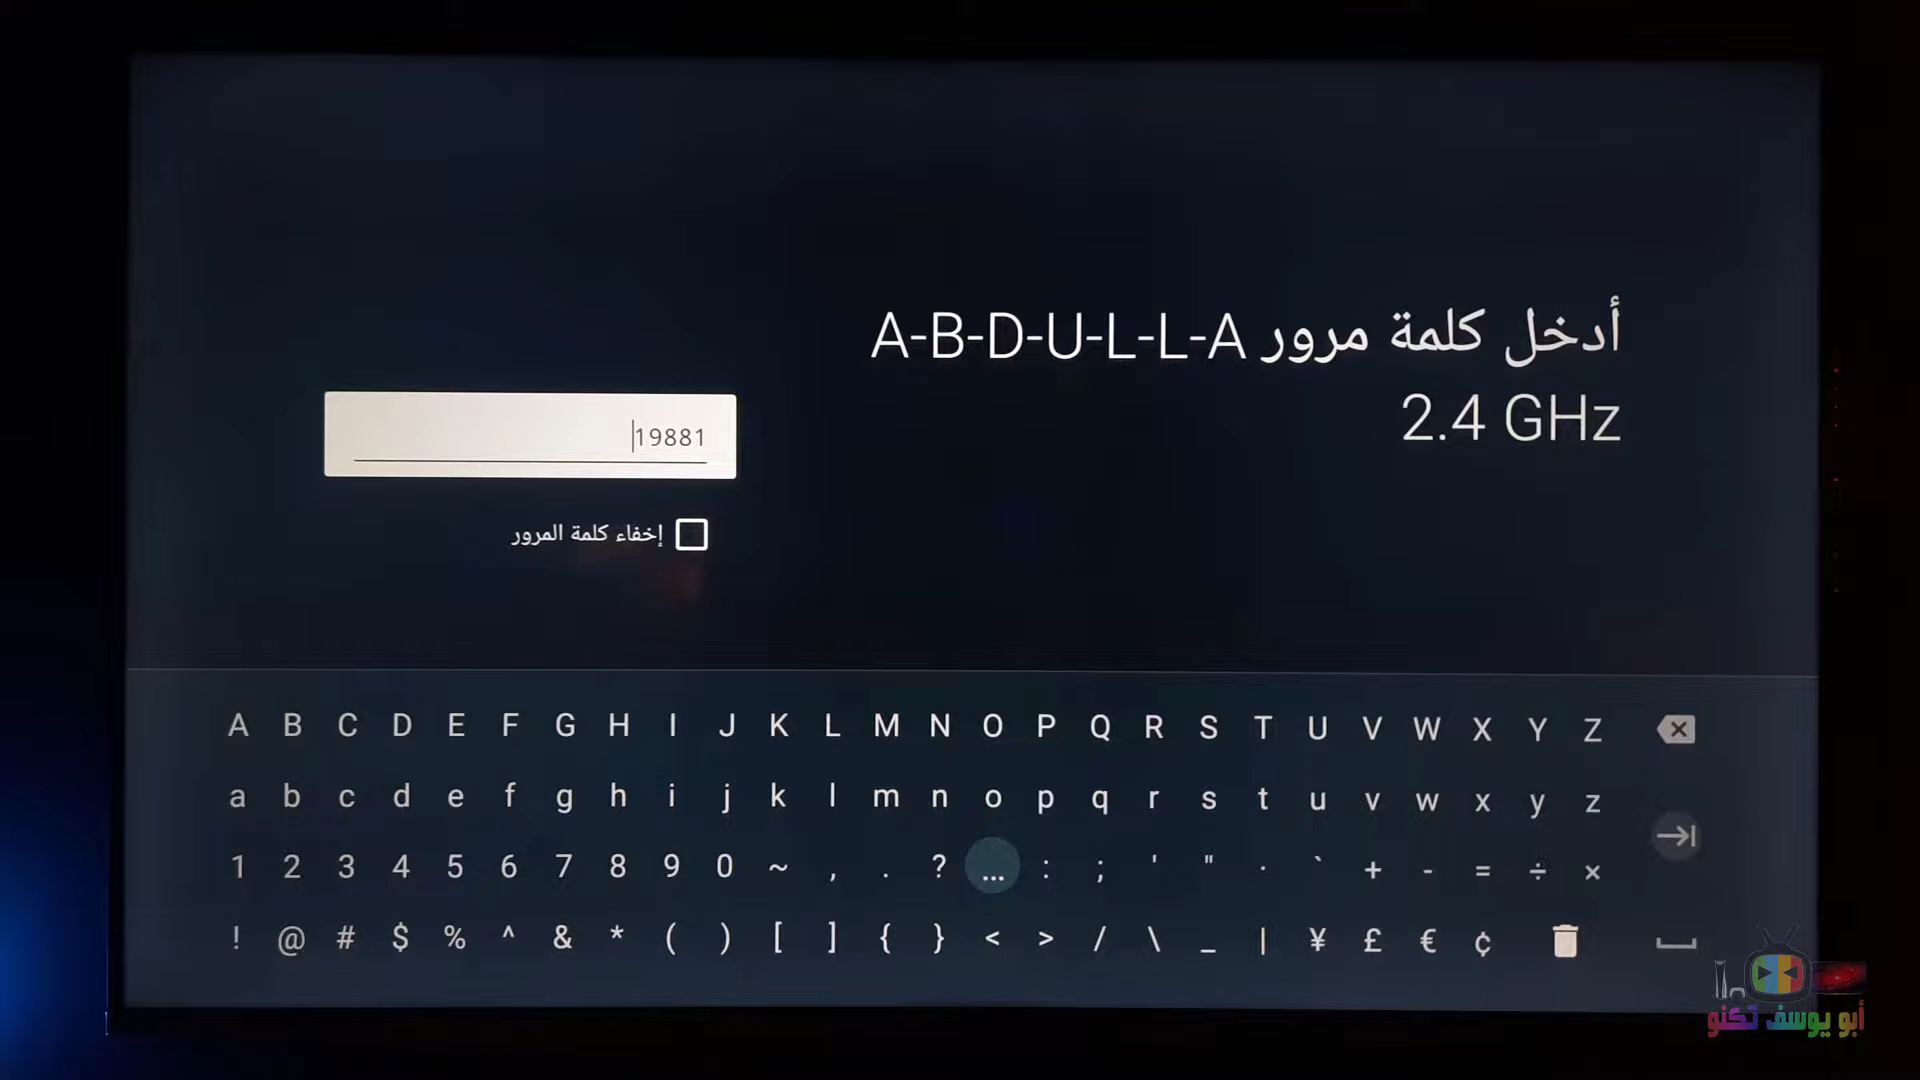 أدخل كلمة مرور A-B-D-U-L-L-A
2.4 GHz
19881
إخفاء كلمة المرور
A B C D E F G H I J K L M N O P Q R S T U V W X Y Z
a b c d e f g h i j k l m n o p q r s t u v w x y z
1 2 3 4 5 6 7 8 9 0 ~ , . ? … : ; ' " · ` + - = ÷ ×
! @ # $ % ^ & * ( ) [ ] { } < > / \ _ | ¥ £ € ¢
أبو يوسف تكنو